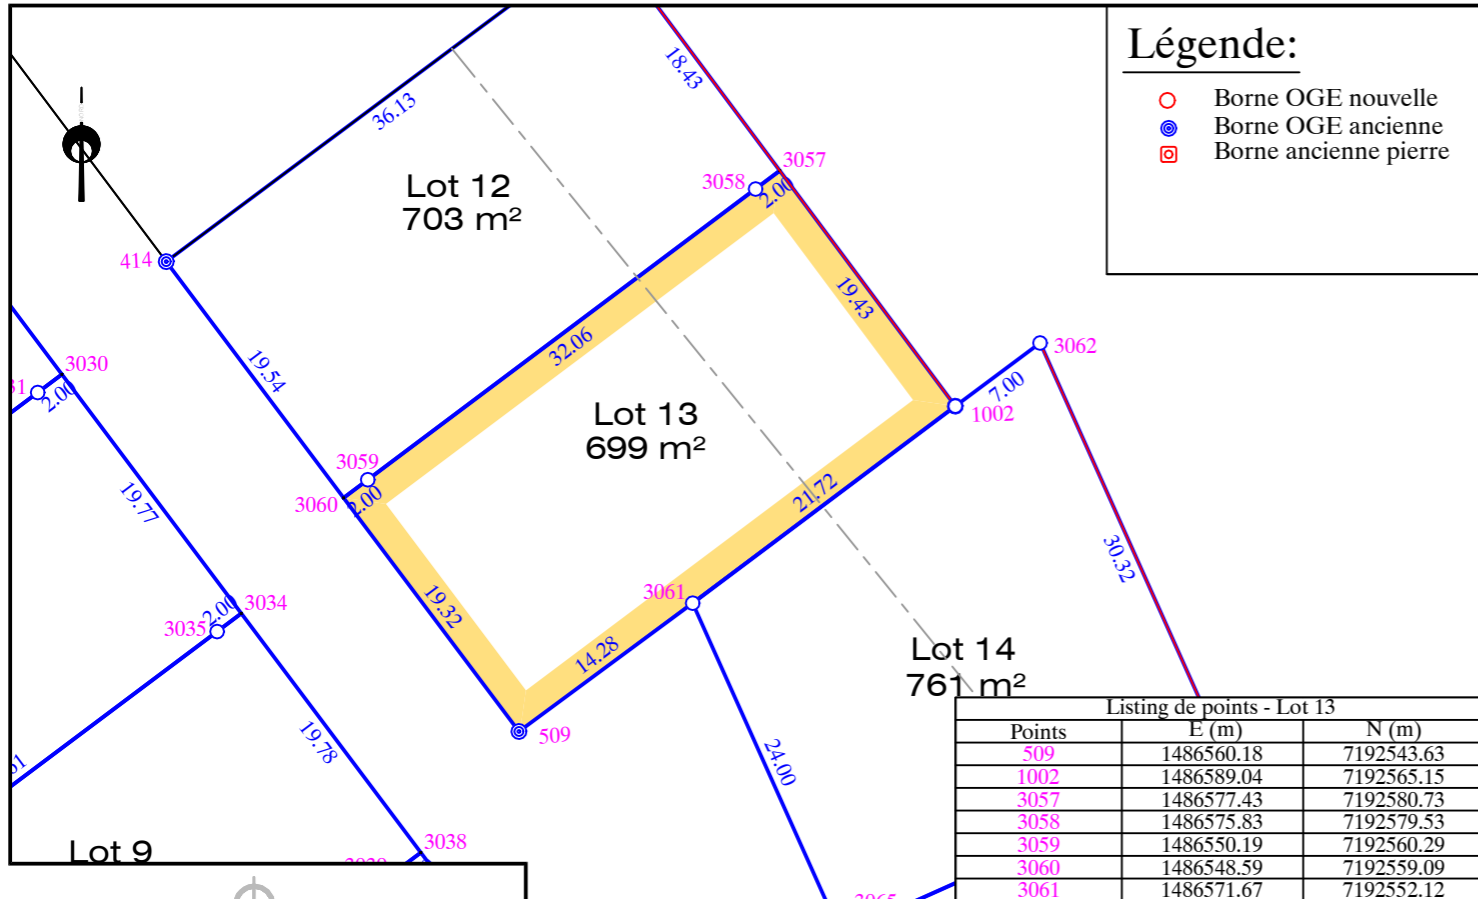 Légende:
Borne OGE nouvelle
Borne OGE ancienne
Borne ancienne pierre
18.43
36.13
3057
3058
2.00
Lot 12
703 m²
414
19.54
32.06
19.43
3062
7.00
1002
3030
31
2.00
Lot 13
699 m²
3059
3060
2.00
19.77
21.72
30.32
3061
19.32
3034
2.00
3035
14.28
509
Lot 14
761 m²
19.78
24.00
51
3038
Lot 9
Listing de points - Lot 13
Points E (m) N (m)
509 1486560.18 7192543.63
1002 1486589.04 7192565.15
3057 1486577.43 7192580.73
3058 1486575.83 7192579.53
3059 1486550.19 7192560.29
3060 1486548.59 7192559.09
3061 1486571.67 7192552.12